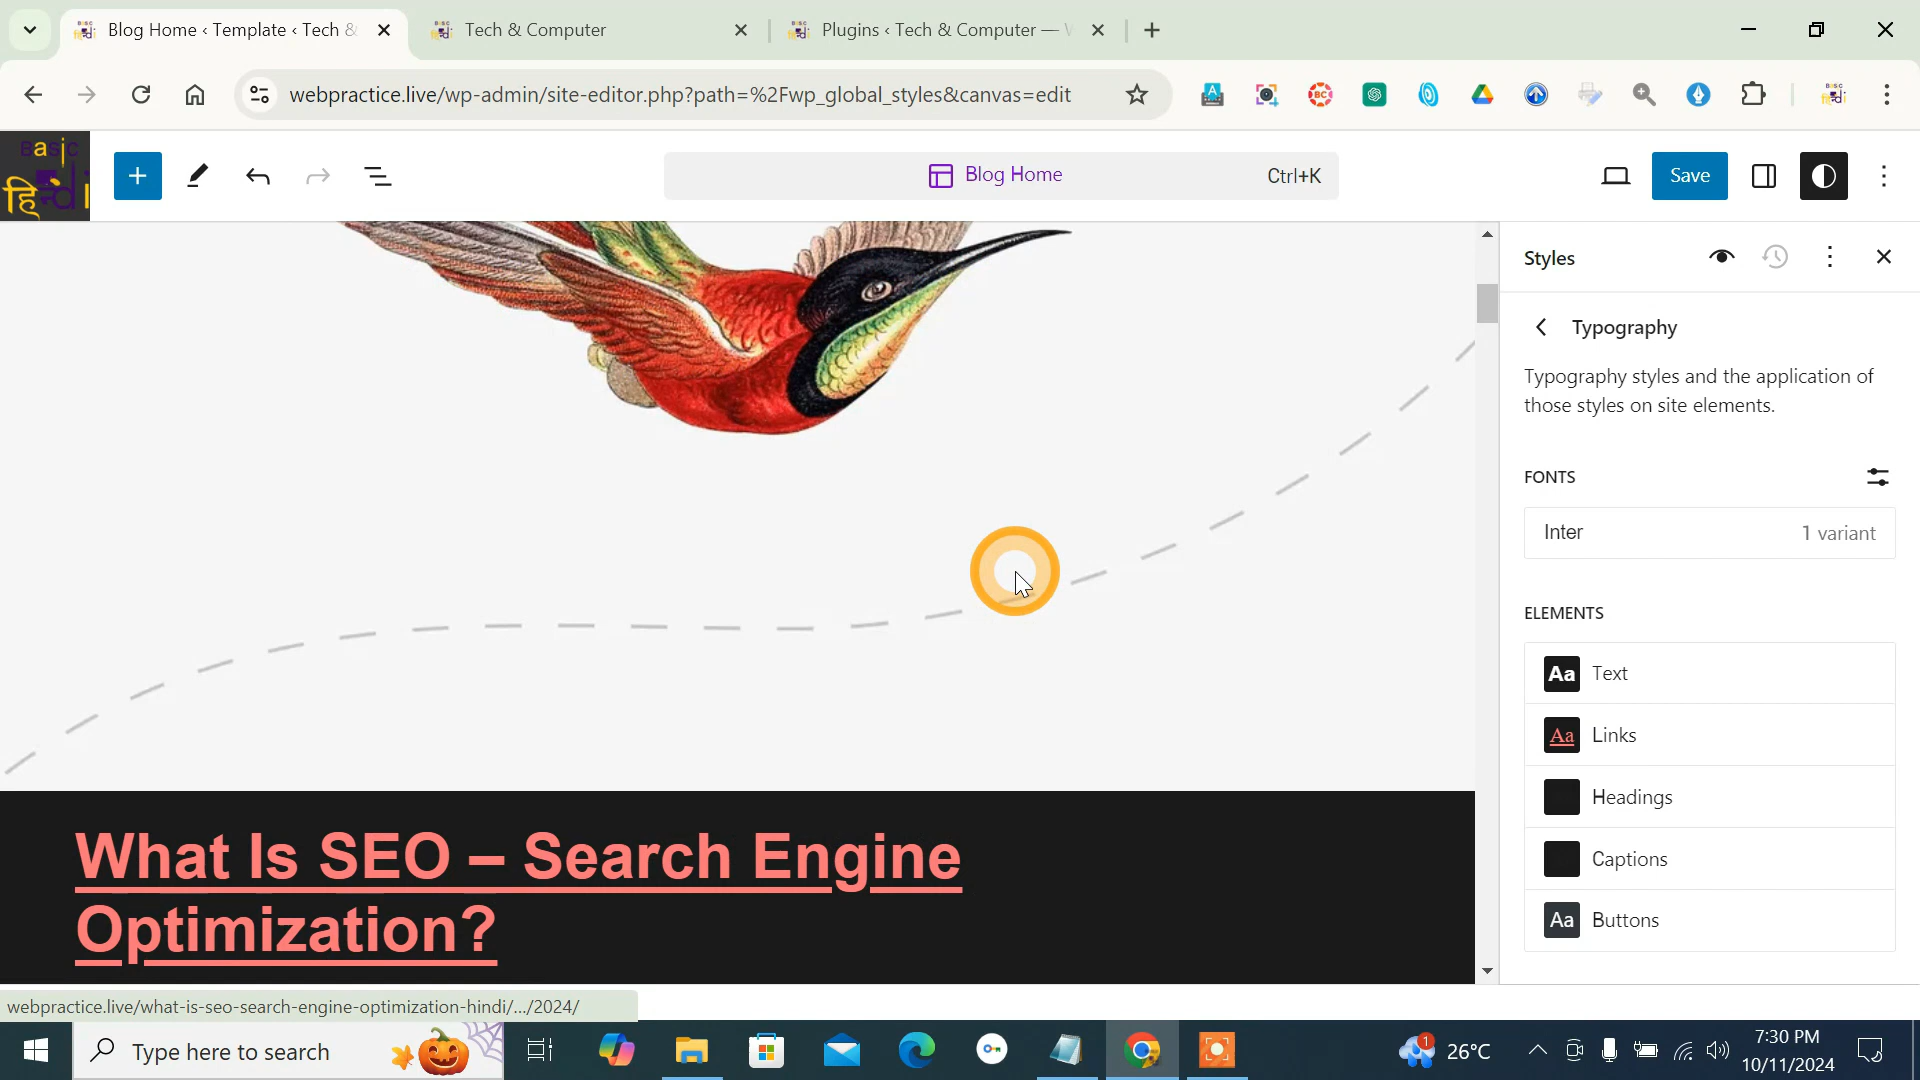 Blog Home ‹ Template ‹ Tech &
Tech & Computer
Plugins ‹ Tech & Computer —
webpractice.live/wp-admin/site-editor.php?path=%2Fwp_global_styles&canvas=edit
Basic
हिन्दी
Blog Home
Ctrl+K
Save
Styles
Typography
Typography styles and the application of
those styles on site elements.
FONTS
Inter
1 variant
ELEMENTS
Aa Text
Aa Links
Headings
Captions
Aa Buttons
What Is SEO – Search Engine
Optimization?
webpractice.live/what-is-seo-search-engine-optimization-hindi/.../2024/
Type here to search
1
26°C
7:30 PM
10/11/2024